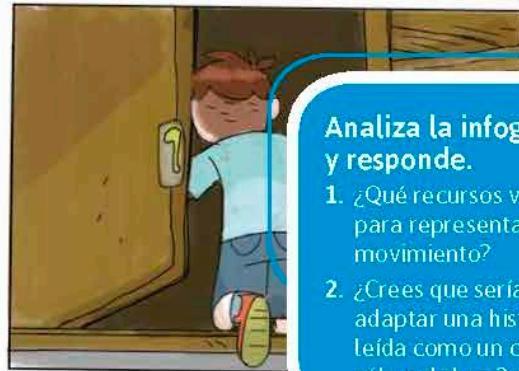 Analiza la infog
y responde.
1. ¿Qué recursos v
para representa
movimiento?
2. ¿Crees que sería
adaptar una his
leída como un c